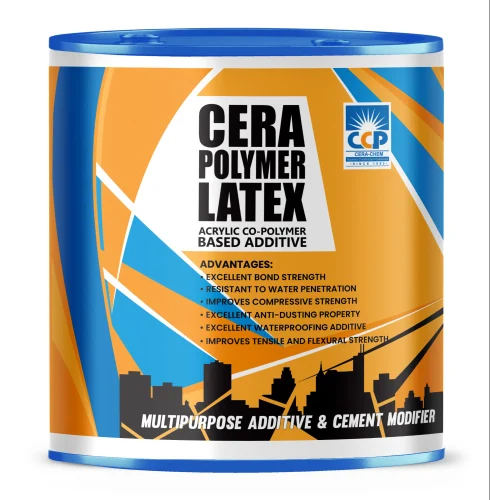 CERA
POLYMER
LATEX
ACRYLIC CO-POLYMER
BASED ADDITIVE
CCP
CERA-CHEM
SINCE
ADVANTAGES:
• EXCELLENT BOND STRENGTH
• RESISTANT TO WATER PENETRATION
• IMPROVES COMPRESSIVE STRENGTH
• EXCELLENT ANTI-DUSTING PROPERTY
• EXCELLENT WATERPROOFING ADDITIVE
• IMPROVES TENSILE AND FLEXURAL STRENGTH
MULTIPURPOSE ADDITIVE & CEMENT MODIFIER